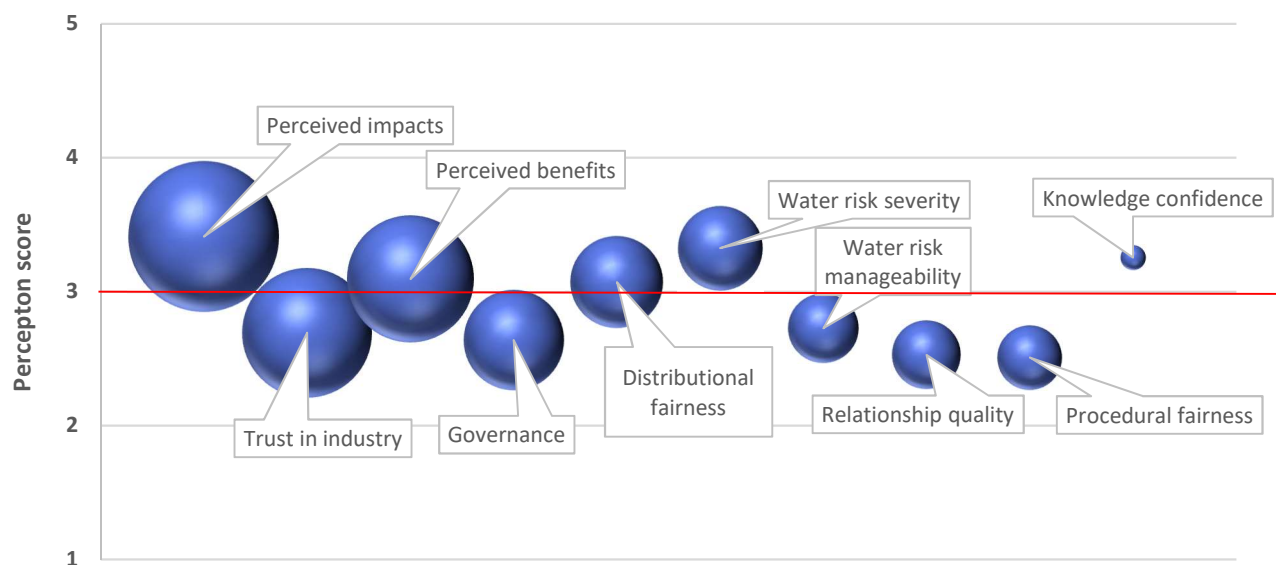 5
4
3
2
1
Percepton score
Perceived impacts
Perceived benefits
Water risk severity
Knowledge confidence
Water risk
manageability
Distributional
fairness
Trust in industry
Governance
Relationship quality
Procedural fairness